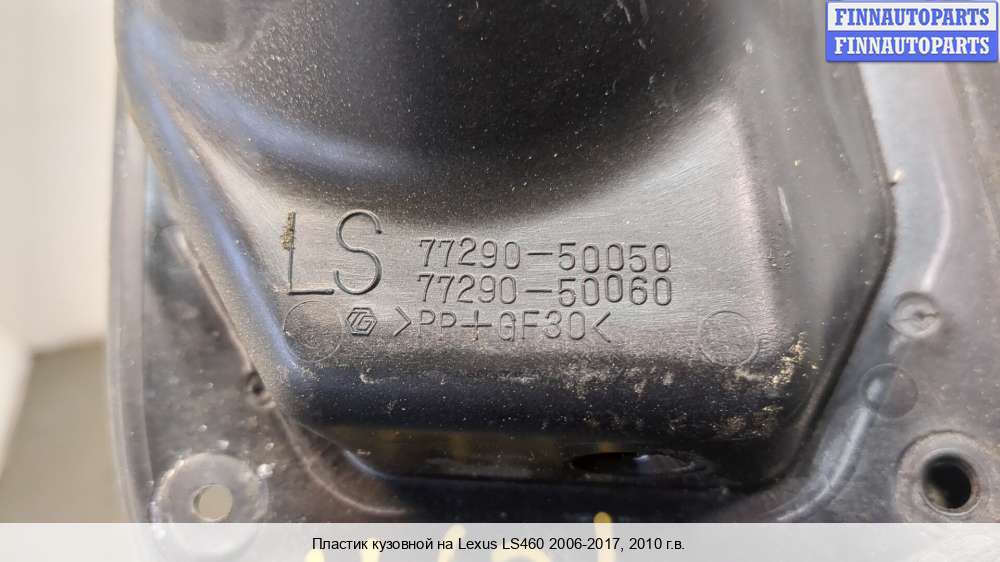 FINNAUTOPARTS
FINNAUTOPARTS
LS
77290-50050
77290-50060
>PP+GF30<
Пластик кузовной на Lexus LS460 2006-2017, 2010 г.в.